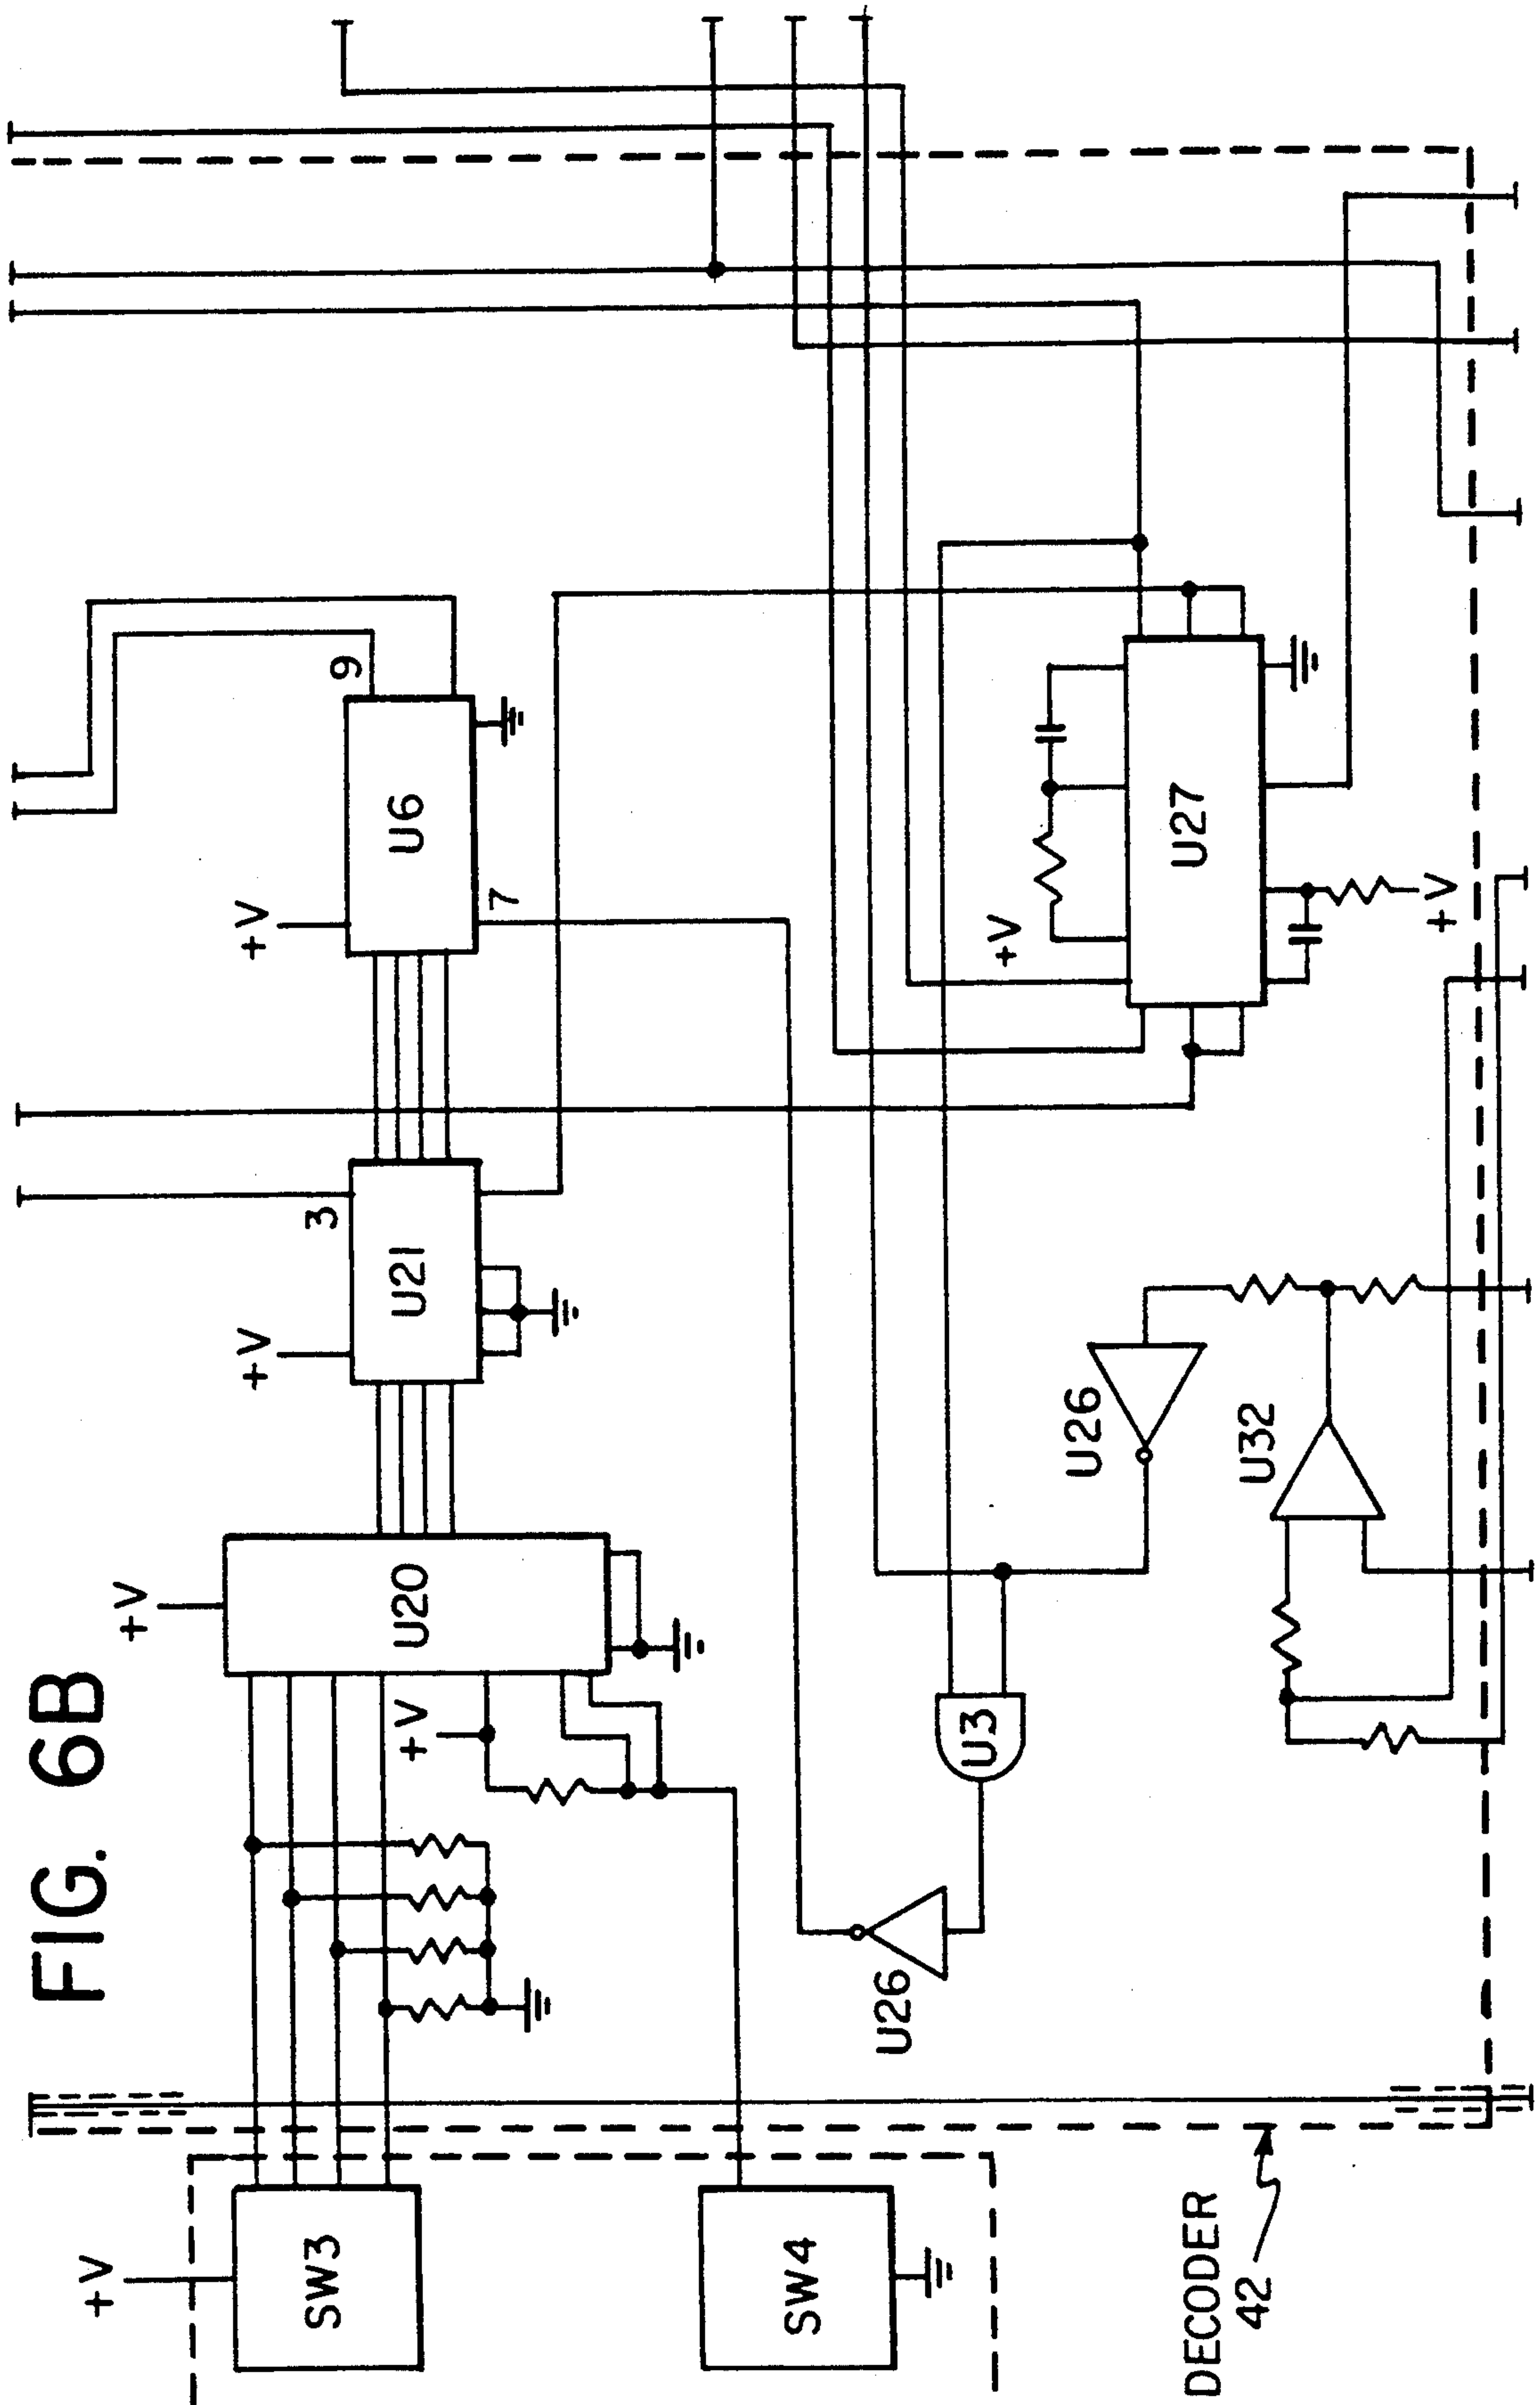 FIG. 6B
+V
SW3
SW4
DECODER
42
+V
U20
+V
+V
U21
3
+V
U6
9
7
U26
U3
U26
U32
+V
U27
+V